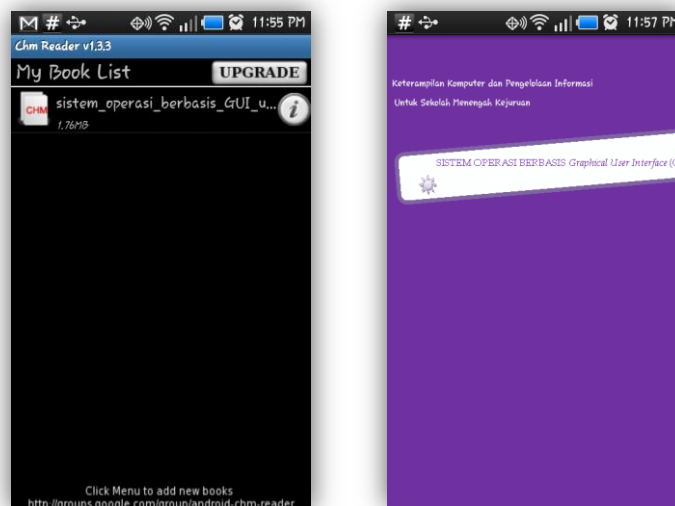 11:55 PM
Chm Reader v1.3.3
My Book List
UPGRADE
CHM
sistem_operasi_berbasis_GUI_u...
1,76MB
i
Click Menu to add new books
http://groups.google.com/group/android-chm-reader
11:57 PM
Keterampilan Komputer dan Pengelolaan Informasi
Untuk Sekolah Menengah Kejuruan
SISTEM OPERASI BERBASIS Graphical User Interface (